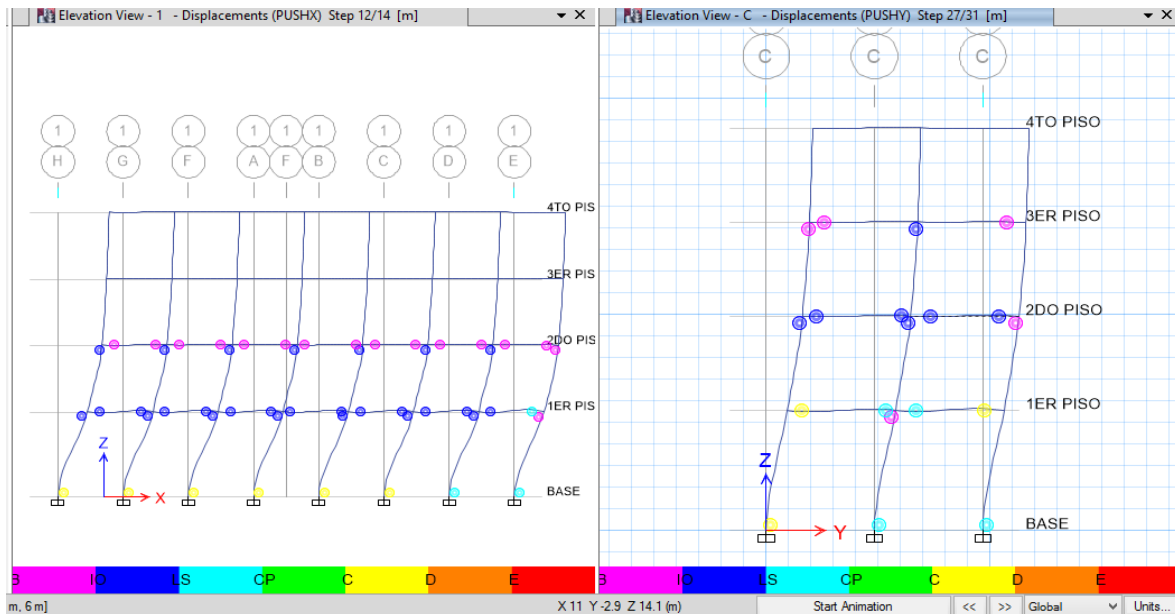 Elevation View - 1 - Displacements (PUSHX) Step 12/14 [m]
1 1 1 1 1 1 1 1 1
H G F A F B C D E
4TO PIS
3ER PIS
2DO PIS
1ER PIS
Z
X
BASE
B IO LS CP C D E
m, 6 m]
Elevation View - C - Displacements (PUSHY) Step 27/31 [m]
C C C
4TO PISO
3ER PISO
2DO PISO
1ER PISO
Z
Y
BASE
B IO LS CP C D E
X 11 Y -2.9 Z 14.1 (m)
Start Animation << >> Global Units...